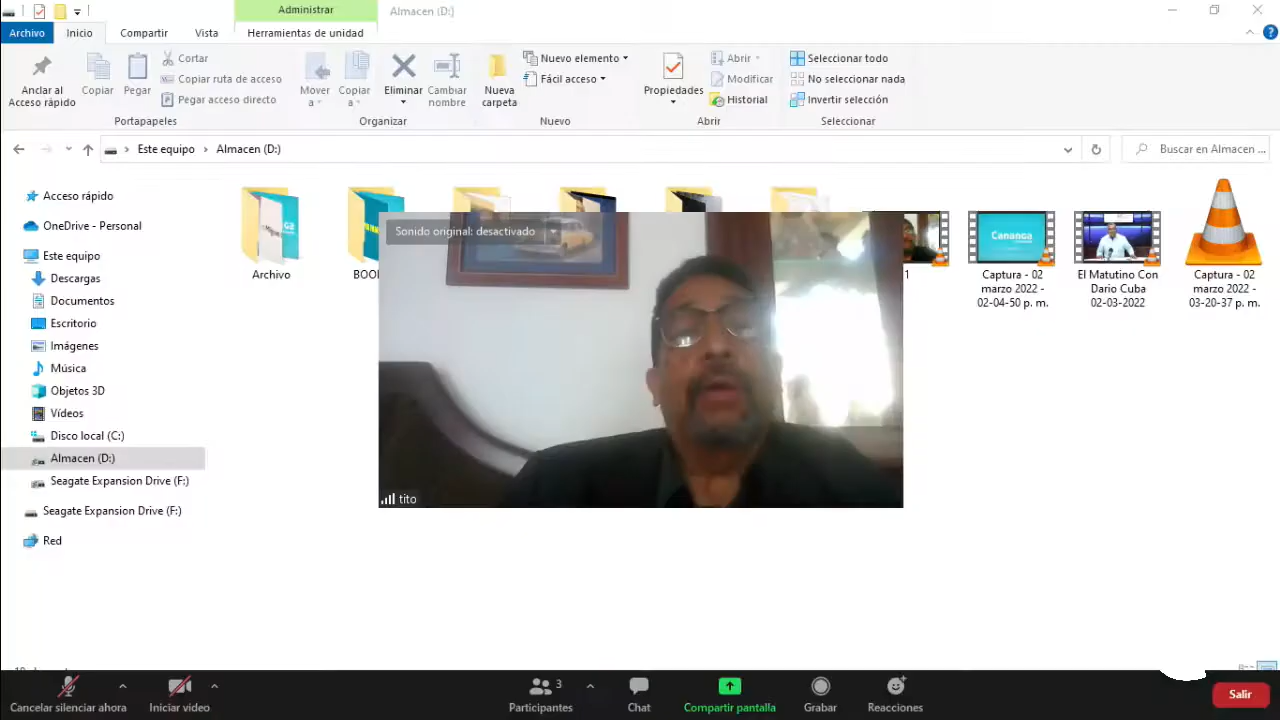 Administrar
Almacen (D:)
Archivo
Inicio
Compartir
Vista
Herramientas de unidad
Anclar al
Acceso rápido
Copiar
Pegar
Cortar
Copiar ruta de acceso
Pegar acceso directo
Portapapeles
Mover
a
Copiar
a
Eliminar
Cambiar
nombre
Organizar
Nueva
carpeta
Nuevo elemento
Fácil acceso
Nuevo
Propiedades
Abrir
Modificar
Historial
Abrir
Seleccionar todo
No seleccionar nada
Invertir selección
Seleccionar
Este equipo
Almacen (D:)
Buscar en Almacen ...
Acceso rápido
OneDrive - Personal
Este equipo
Descargas
Documentos
Escritorio
Imágenes
Música
Objetos 3D
Vídeos
Disco local (C:)
Almacen (D:)
Seagate Expansion Drive (F:)
Seagate Expansion Drive (F:)
Red
Archivo
1
Cananga
Captura - 02
marzo 2022 -
02-04-50 p. m.
El Matutino Con
Dario Cuba
02-03-2022
Captura - 02
marzo 2022 -
03-20-37 p. m.
Sonido original: desactivado
tito
Cancelar silenciar ahora
Iniciar video
3
Participantes
Chat
Compartir pantalla
Grabar
Reacciones
Salir